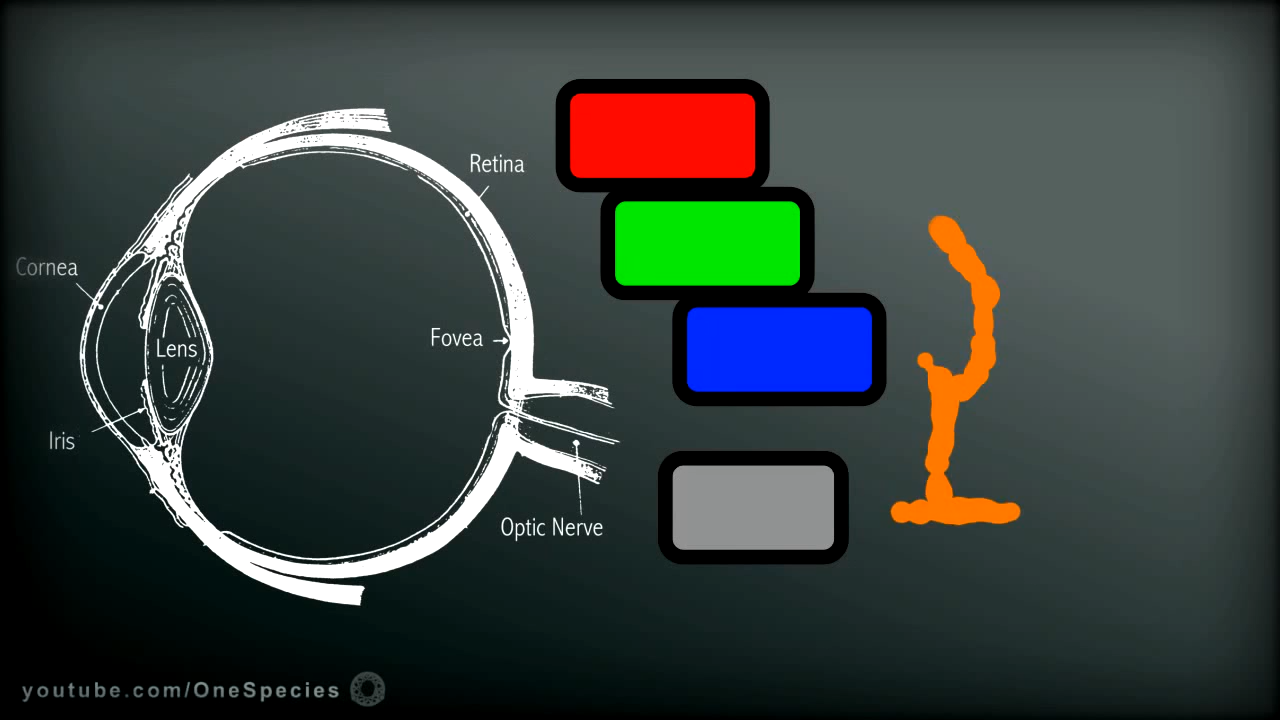 Retina
Cornea
Fovea
Lens
Iris
Optic Nerve
youtube.com/OneSpecies